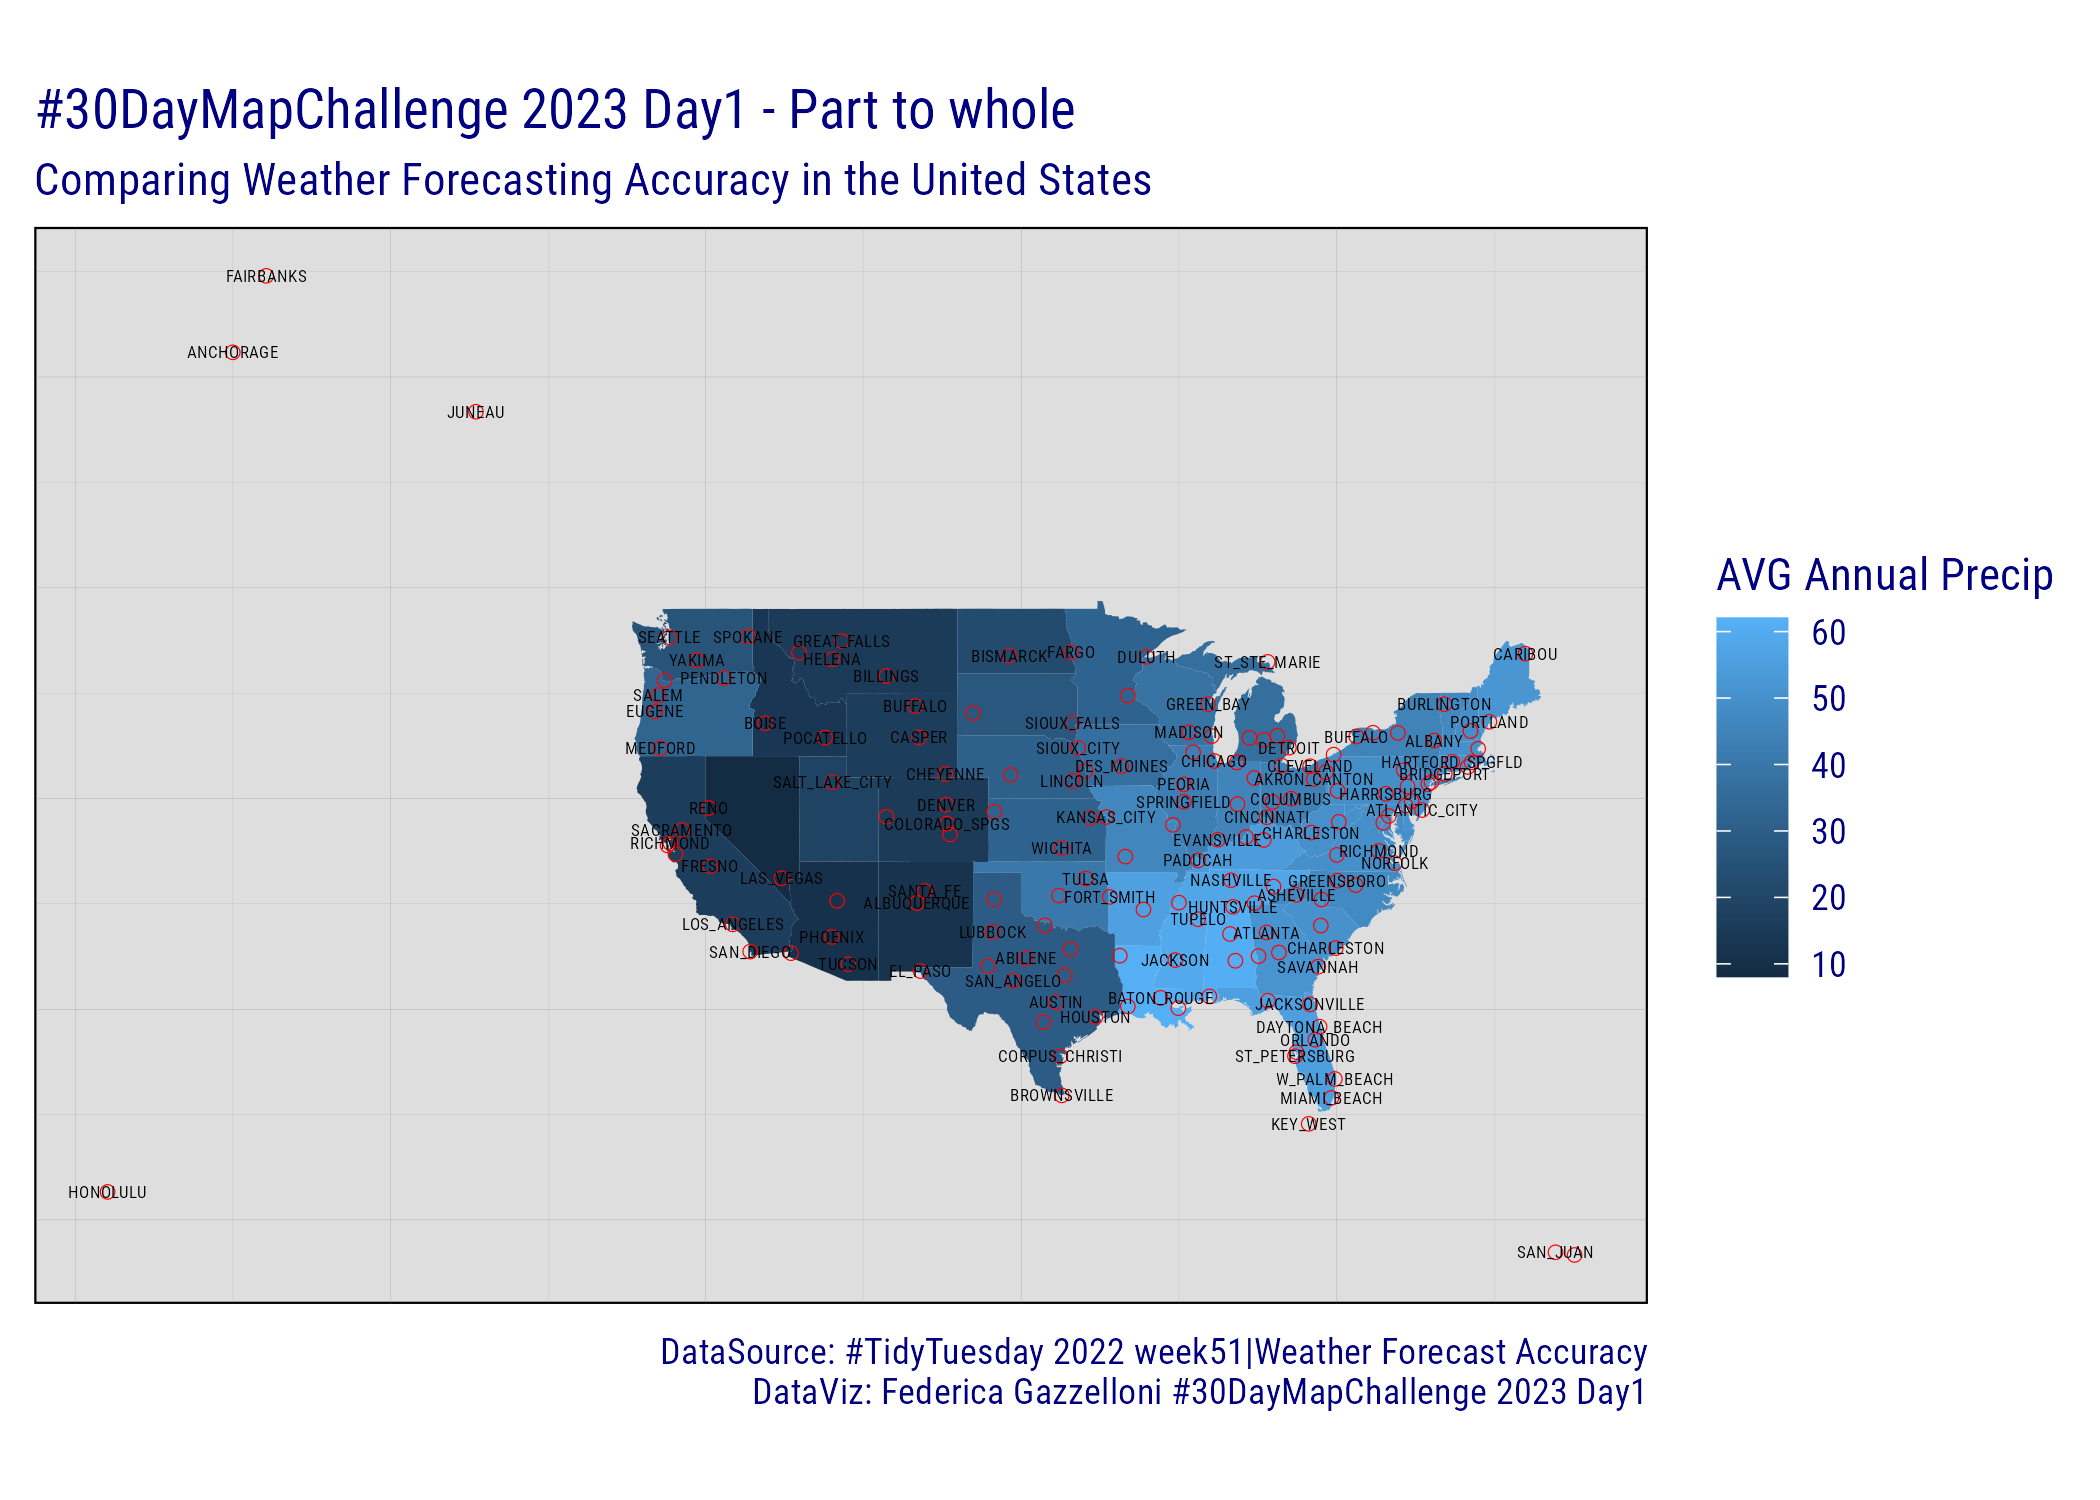 #30DayMapChallenge 2023 Day1 - Part to whole
Comparing Weather Forecasting Accuracy in the United States
FAIRBANKS
ANCHORAGE
JUNEAU
AVG Annual Precip
60
50
40
30
20
10
SEATTLE
SPOKANE
GREAT_FALLS
YAKIMA
HELENA
BISMARCK
FARGO
DULUTH
ST_STE_MARIE
CARIBOU
PENDLETON
BILLINGS
SALEM
EUGENE
BUFFALO
GREEN_BAY
BURLINGTON
BOISE
SIOUX_FALLS
PORTLAND
POCATELLO
CASPER
MADISON
BUFFALO
ALBANY
MEDFORD
SIOUX_CITY
DETROIT
CHICAGO
HARTFORD_SPGFLD
DES_MOINES
CLEVELAND
CHEYENNE
BRIDGEPORT
SALT_LAKE_CITY
LINCOLN
PEORIA
AKRON_CANTON
HARRISBURG
RENO
DENVER
SPRINGFIELD
COLUMBUS
ATLANTIC_CITY
COLORADO_SPGS
KANSAS_CITY
CINCINNATI
SACRAMENTO
CHARLESTON
RICHMOND
EVANSVILLE
WICHITA
RICHMOND
PADUCAH
NORFOLK
FRESNO
LAS_VEGAS
TULSA
NASHVILLE
GREENSBORO
SANTA_FE
FORT_SMITH
ASHEVILLE
ALBUQUERQUE
HUNTSVILLE
TUPELO
LOS_ANGELES
LUBBOCK
ATLANTA
PHOENIX
SAN_DIEGO
CHARLESTON
ABILENE
JACKSON
TUCSON
EL_PASO
SAVANNAH
SAN_ANGELO
BATON_ROUGE
AUSTIN
JACKSONVILLE
HOUSTON
DAYTONA_BEACH
ORLANDO
CORPUS_CHRISTI
ST_PETERSBURG
W_PALM_BEACH
BROWNSVILLE
MIAMI_BEACH
KEY_WEST
HONOLULU
SAN_JUAN
DataSource: #TidyTuesday 2022 week51|Weather Forecast Accuracy
DataViz: Federica Gazzelloni #30DayMapChallenge 2023 Day1